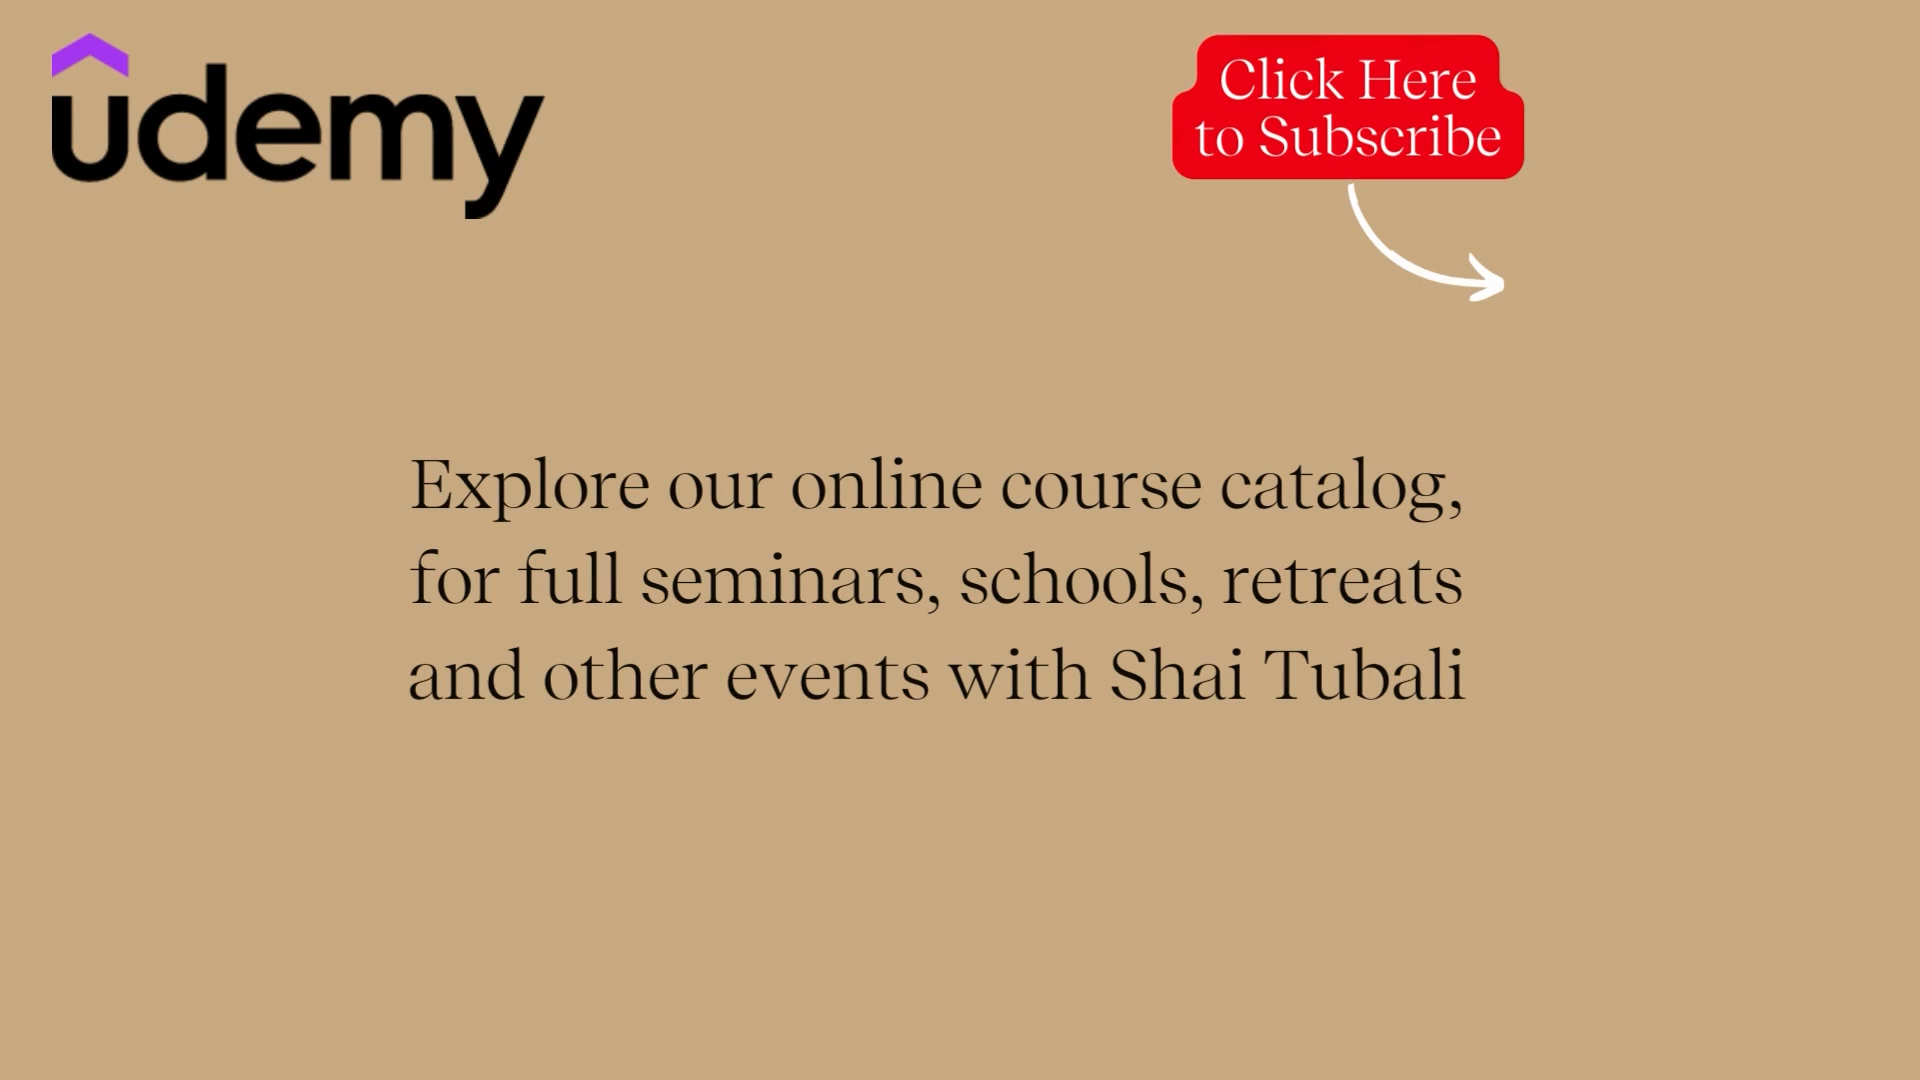 udemy
Click Here
to Subscribe
Explore our online course catalog,
for full seminars, schools, retreats
and other events with Shai Tubali